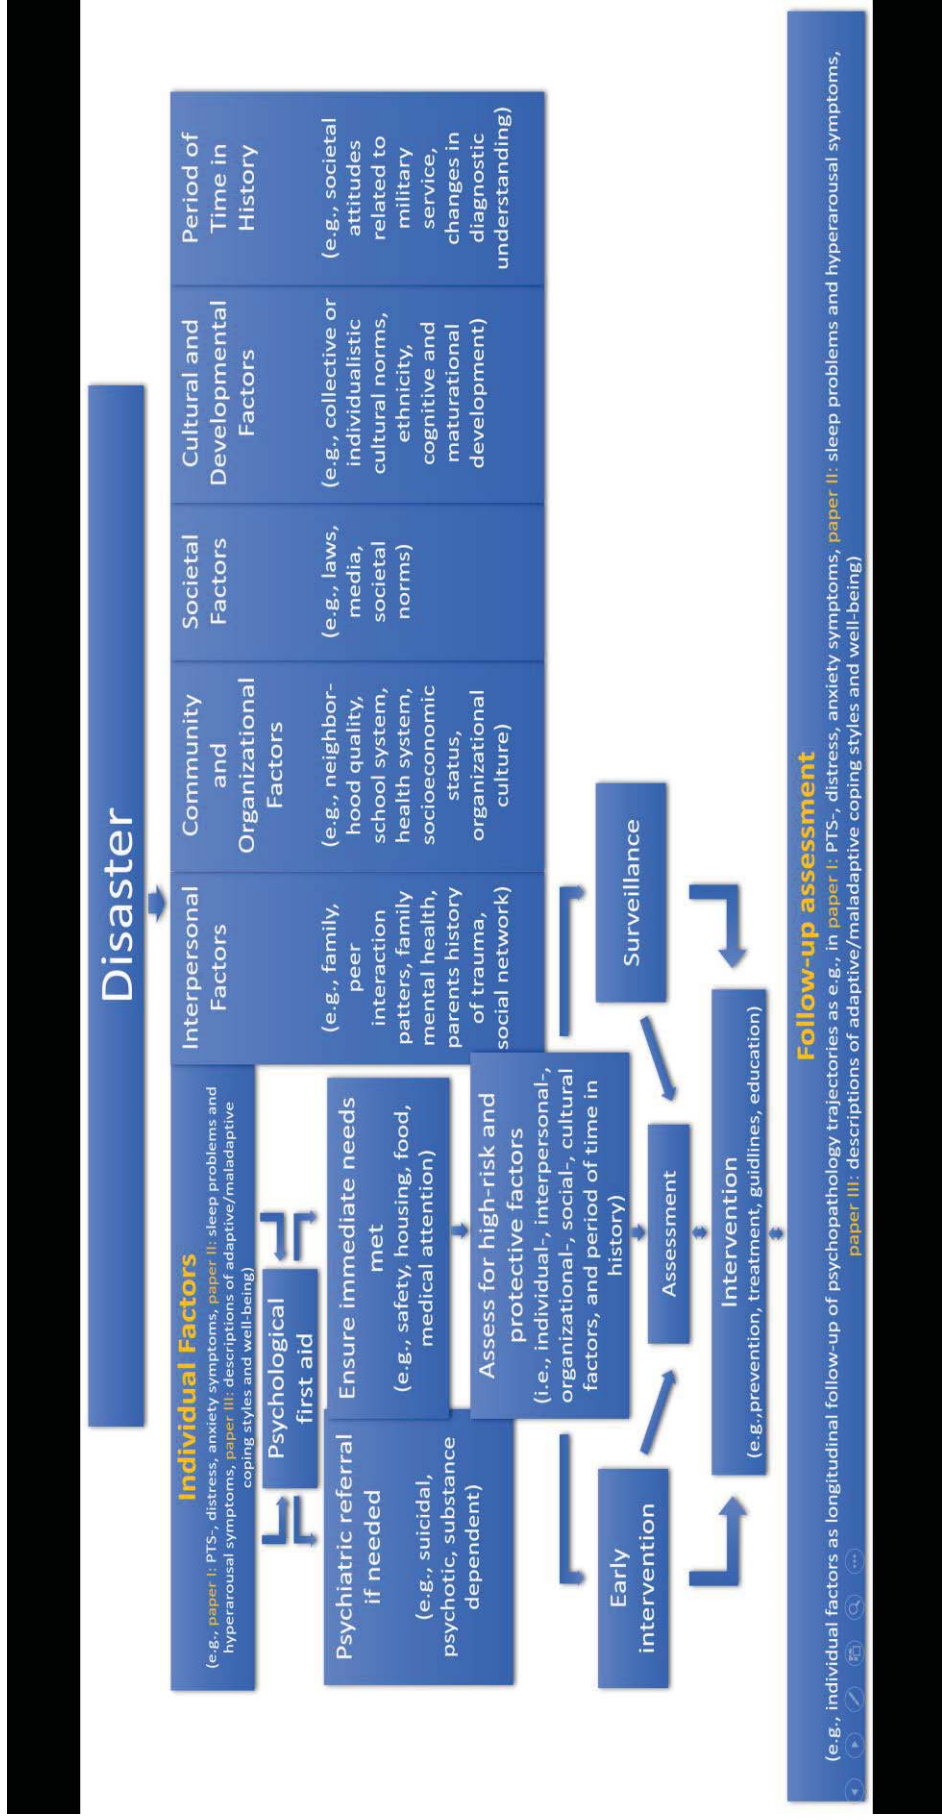 Disaster
Individual Factors
(e.g., paper I: PTS-, distress, anxiety symptoms, paper II: sleep problems and
hyperarousal symptoms, paper III: descriptions of adaptive/maladaptive
coping styles and well-being)
Interpersonal
Factors
(e.g., family,
peer
interaction
patters, family
mental health,
parents history
of trauma,
social network)
Community
and
Organizational
Factors
(e.g., neighbor-
hood quality,
school system,
health system,
socioeconomic
status,
organizational
culture)
Societal
Factors
(e.g., laws,
media,
societal
norms)
Cultural and
Developmental
Factors
(e.g., collective or
individualistic
cultural norms,
ethnicity,
cognitive and
maturational
development)
Period of
Time in
History
(e.g., societal
attitudes
related to
military
service,
changes in
diagnostic
understanding)
Psychological
first aid
Psychiatric referral
if needed
(e.g., suicidal,
psychotic, substance
dependent)
Ensure immediate needs
met
(e.g., safety, housing, food,
medical attention)
Assess for high-risk and
protective factors
(i.e., individual-, interpersonal-,
organizational-, social-, cultural
factors, and period of time in
history)
Early
intervention
Assessment
Surveillance
Intervention
(e.g.,prevention, treatment, guidlines, education)
Follow-up assessment
(e.g., individual factors as longitudinal follow-up of psychopathology trajectories as e.g., in paper I: PTS-, distress, anxiety symptoms, paper II: sleep problems and hyperarousal symptoms,
paper III: descriptions of adaptive/maladaptive coping styles and well-being)